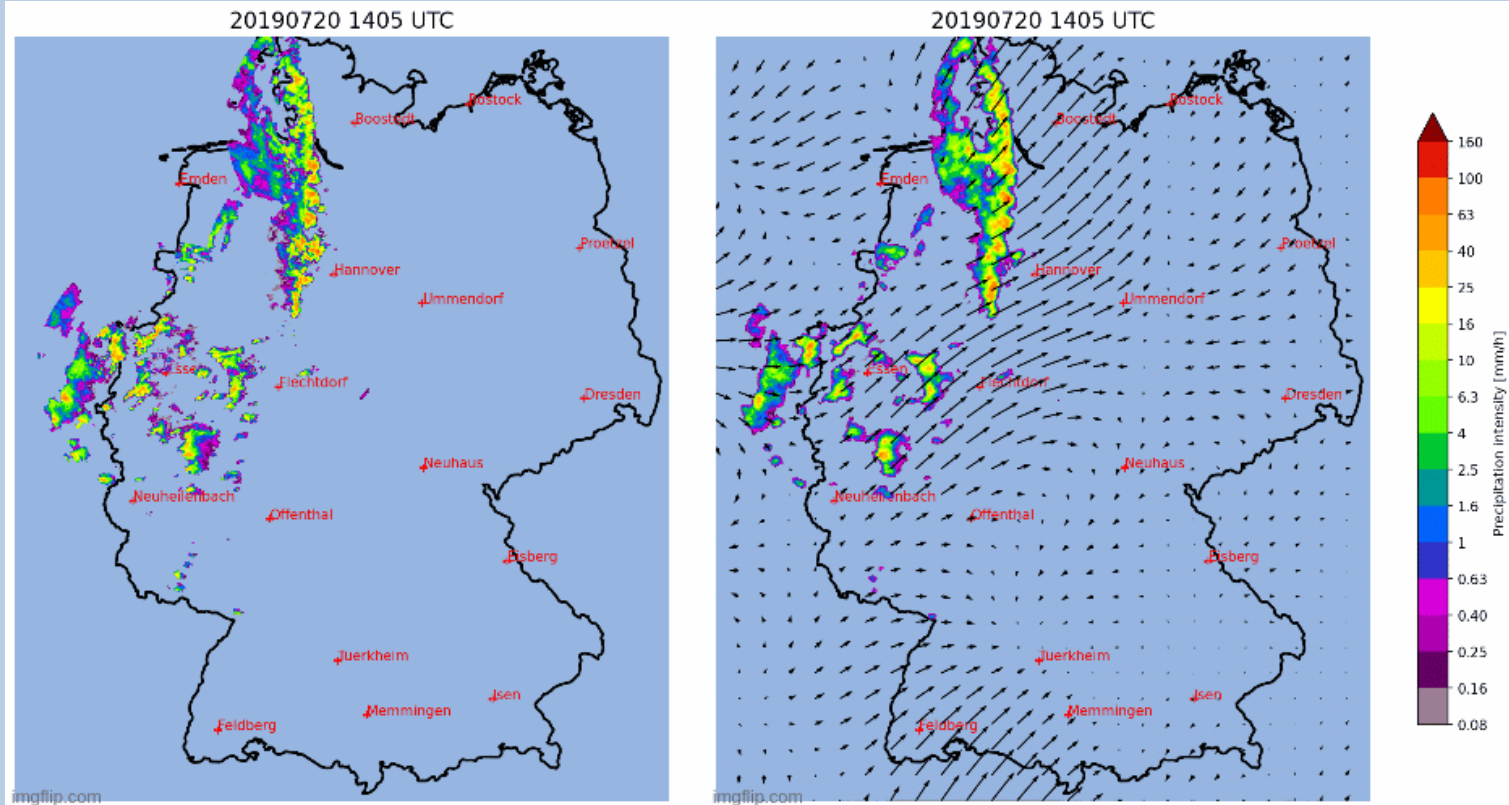 20190720 1405 UTC
Rostock
Boostedt
Emden
Proetzel
Hannover
Ummendorf
Essen
Flechtdorf
Dresden
Neuhaus
Neuheilenbach
Offenthal
Eisberg
Tuerkheim
Isen
Memmingen
Feldberg
imgflip.com
20190720 1405 UTC
Rostock
Boostedt
Emden
Proetzel
Hannover
Ummendorf
Essen
Flechtdorf
Dresden
Neuhaus
Neuheilenbach
Offenthal
Eisberg
Tuerkheim
Isen
Memmingen
Feldberg
imgflip.com
160
100
63
40
25
16
10
6.3
4
2.5
1.6
1
0.63
0.40
0.25
0.16
0.08
Precipitation intensity [mm/h]